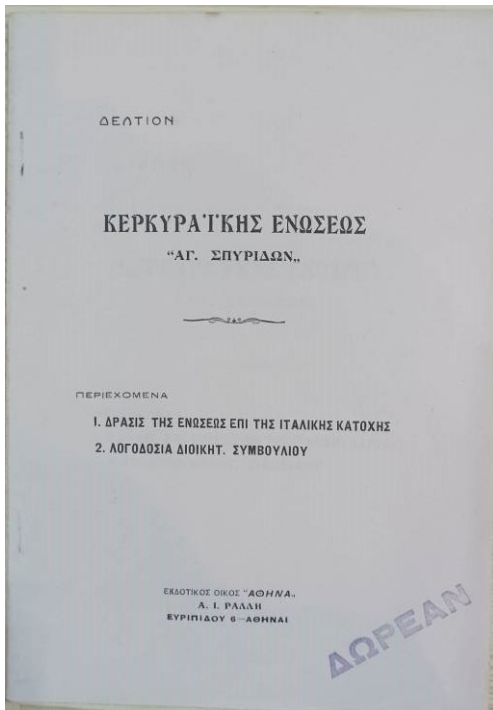 ΔΕΛΤΙΟΝ
ΚΕΡΚΥΡΑΪΚΗΣ ΕΝΩΣΕΩΣ
“ΑΓ. ΣΠΥΡΙΔΩΝ„
ΠΕΡΙΕΧΟΜΕΝΑ
1. ΔΡΑΣΙΣ ΤΗΣ ΕΝΩΣΕΩΣ ΕΠΙ ΤΗΣ ΙΤΑΛΙΚΗΣ ΚΑΤΟΧΗΣ
2. ΛΟΓΟΔΟΣΙΑ ΔΙΟΙΚΗΤ. ΣΥΜΒΟΥΛΙΟΥ
ΕΚΔΟΤΙΚΟΣ ΟΙΚΟΣ “ΑΘΗΝΑ„
Α. Ι. ΡΑΛΛΗ
ΕΥΡΙΠΙΔΟΥ 6—ΑΘΗΝΑΙ
ΔΩΡΕΑΝ